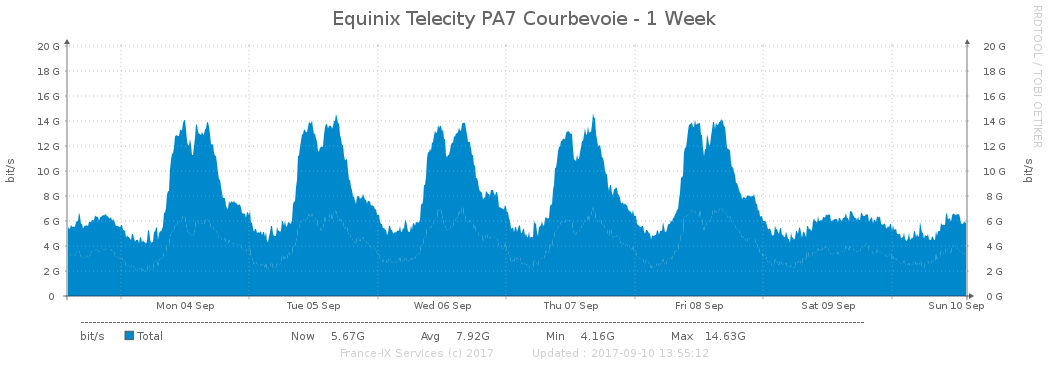 Equinix Telecity PA7 Courbevoie - 1 Week
RRDTOOL / TOBI OETIKER
bit/s
20 G 20 G
18 G 18 G
16 G 16 G
14 G 14 G
12 G 12 G
10 G 10 G
8 G 8 G
6 G 6 G
4 G 4 G
2 G 2 G
0 0 G
bit/s
Mon 04 Sep Tue 05 Sep Wed 06 Sep Thu 07 Sep Fri 08 Sep Sat 09 Sep Sun 10 Sep
bit/s Total Now 5.67G Avg 7.92G Min 4.16G Max 14.63G
France-IX Services (c) 2017 Updated : 2017-09-10 13:55:12